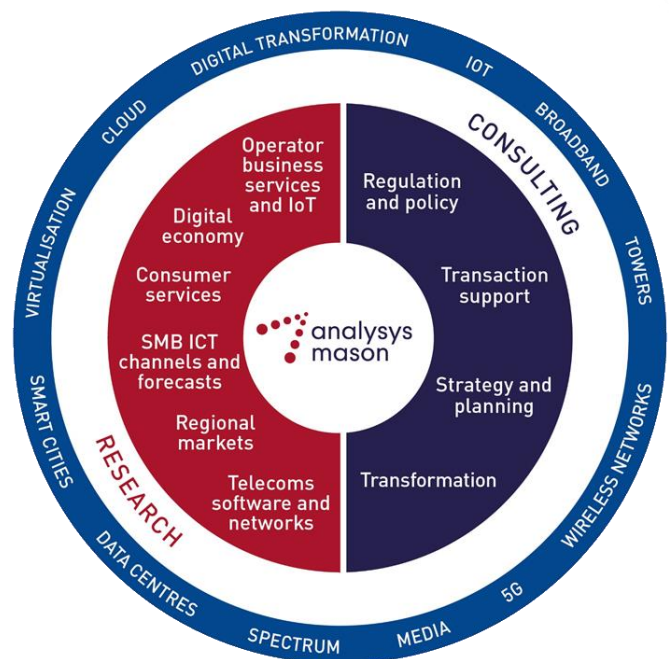 DIGITAL TRANSFORMATION
IOT
BROADBAND
TOWERS
WIRELESS NETWORKS
5G
MEDIA
SPECTRUM
DATA CENTRES
SMART CITIES
VIRTUALISATION
CLOUD
RESEARCH
Operator
business
services
and IoT
Digital
economy
Consumer
services
SMB ICT
channels and
forecasts
Regional
markets
Telecoms
software and
networks
CONSULTING
Regulation
and policy
Transaction
support
Strategy and
planning
Transformation
analysys
mason